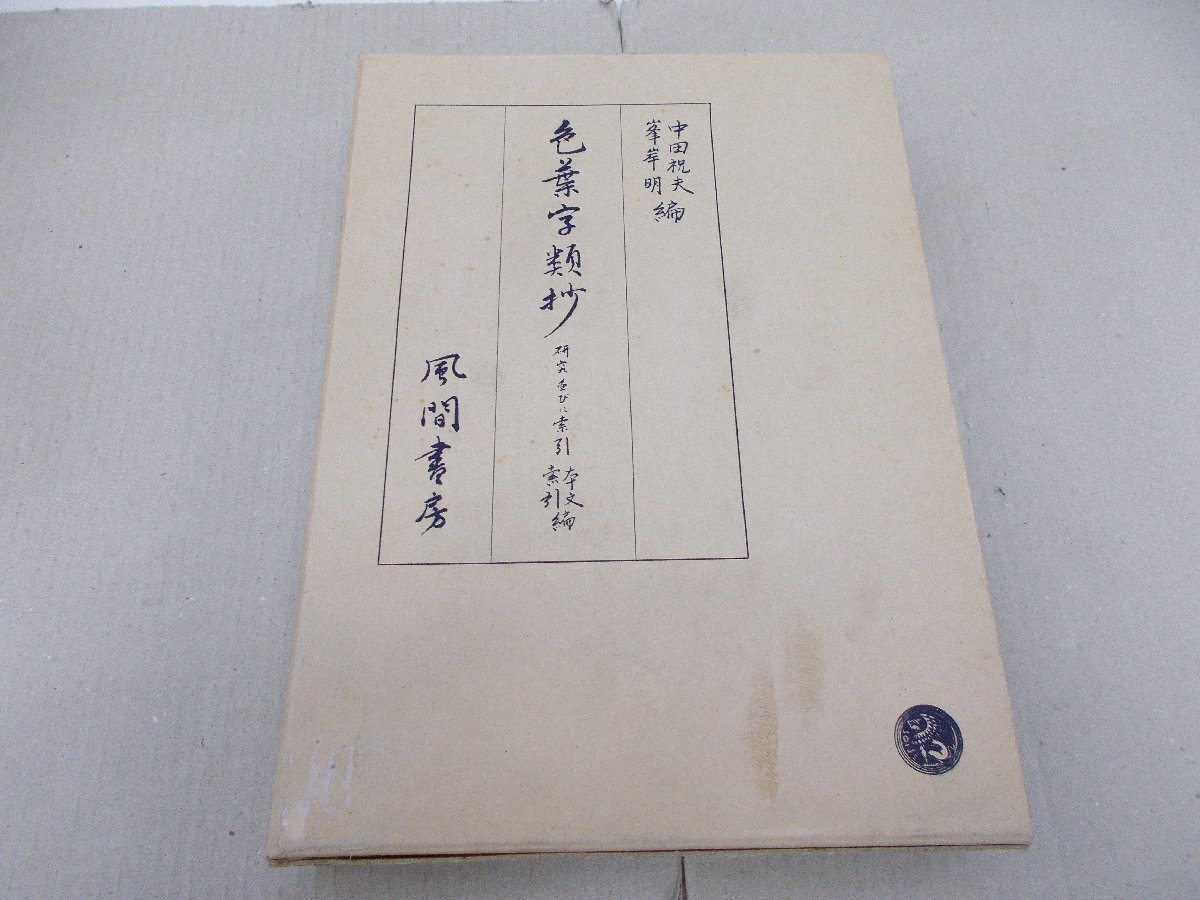 中田祝夫
峯岸明編
色葉字類抄 研究並びに索引 本文索引編
風間書房